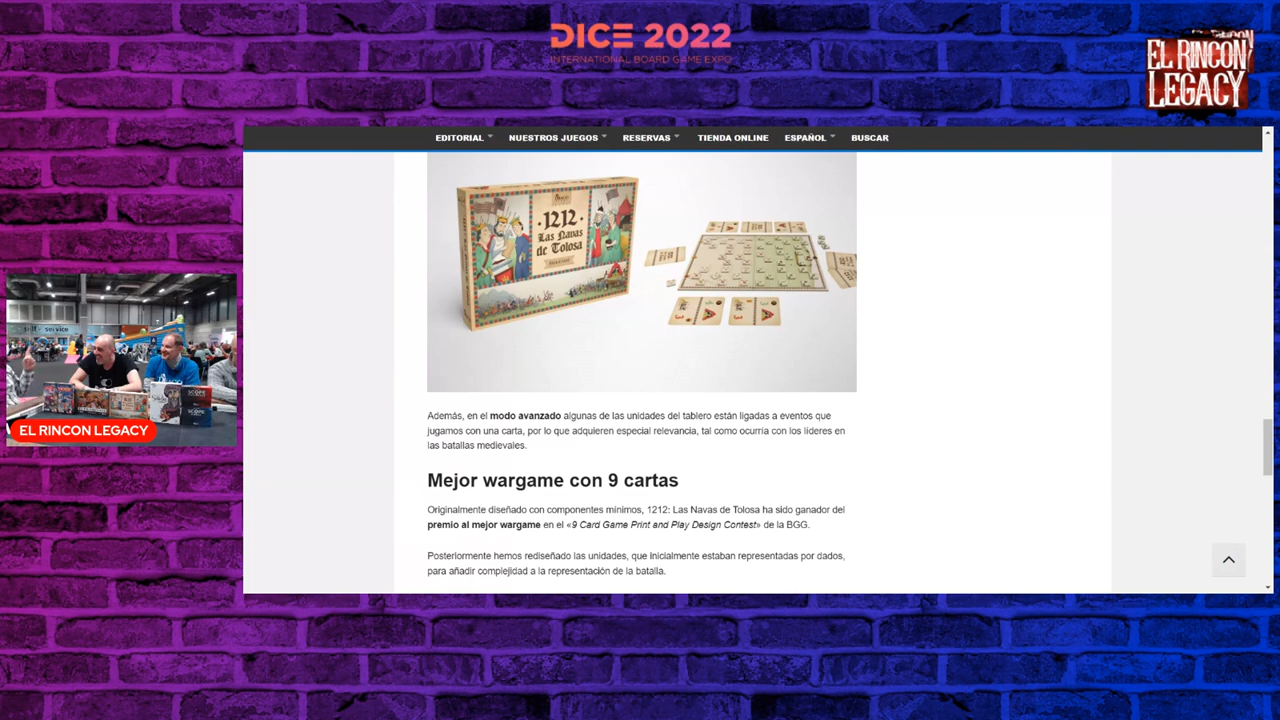 DICE 2022
INTERNATIONAL BOARD GAME EXPO
EL RINCON
LEGACY
EDITORIAL NUESTROS JUEGOS RESERVAS TIENDA ONLINE ESPAÑOL BUSCAR
·1212·
Las Navas
de Tolosa
self-service
EL RINCON LEGACY
Además, en el modo avanzado algunas de las unidades del tablero están ligadas a eventos que
jugamos con una carta, por lo que adquieren especial relevancia, tal como ocurría con los líderes en
las batallas medievales.
Mejor wargame con 9 cartas
Originalmente diseñado con componentes mínimos, 1212: Las Navas de Tolosa ha sido ganador del
premio al mejor wargame en el «9 Card Game Print and Play Design Contest» de la BGG.
Posteriormente hemos rediseñado las unidades, que inicialmente estaban representadas por dados,
para añadir complejidad a la representación de la batalla.